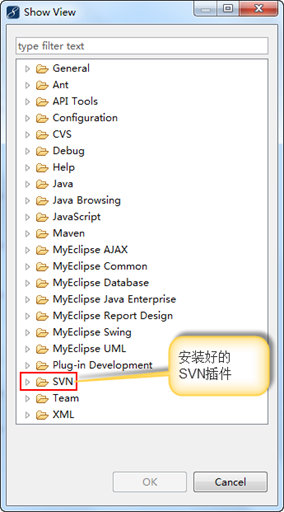 Show View
type filter text
General
Ant
API Tools
Configuration
CVS
Debug
Help
Java
Java Browsing
JavaScript
Maven
MyEclipse AJAX
MyEclipse Common
MyEclipse Database
MyEclipse Java Enterprise
MyEclipse Report Design
MyEclipse Swing
MyEclipse UML
Plug-in Development
SVN
Team
XML
安装好的
SVN插件
OK
Cancel